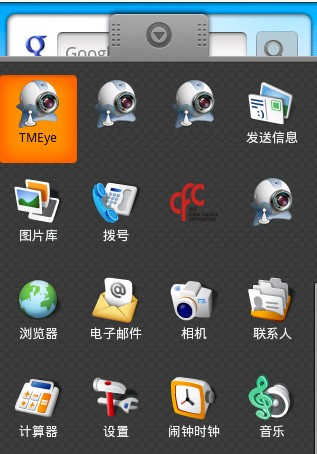 Google
TMEye
发送信息
图片库
拨号
CFC
浏览器
电子邮件
相机
联系人
计算器
设置
闹钟时钟
音乐